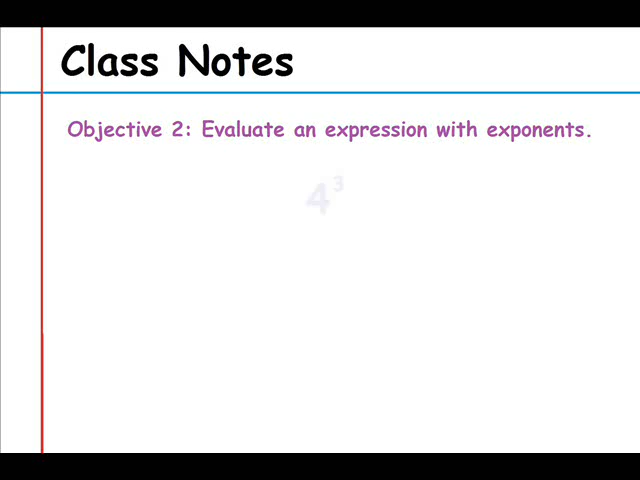 Class Notes
Objective 2: Evaluate an expression with exponents.
4³